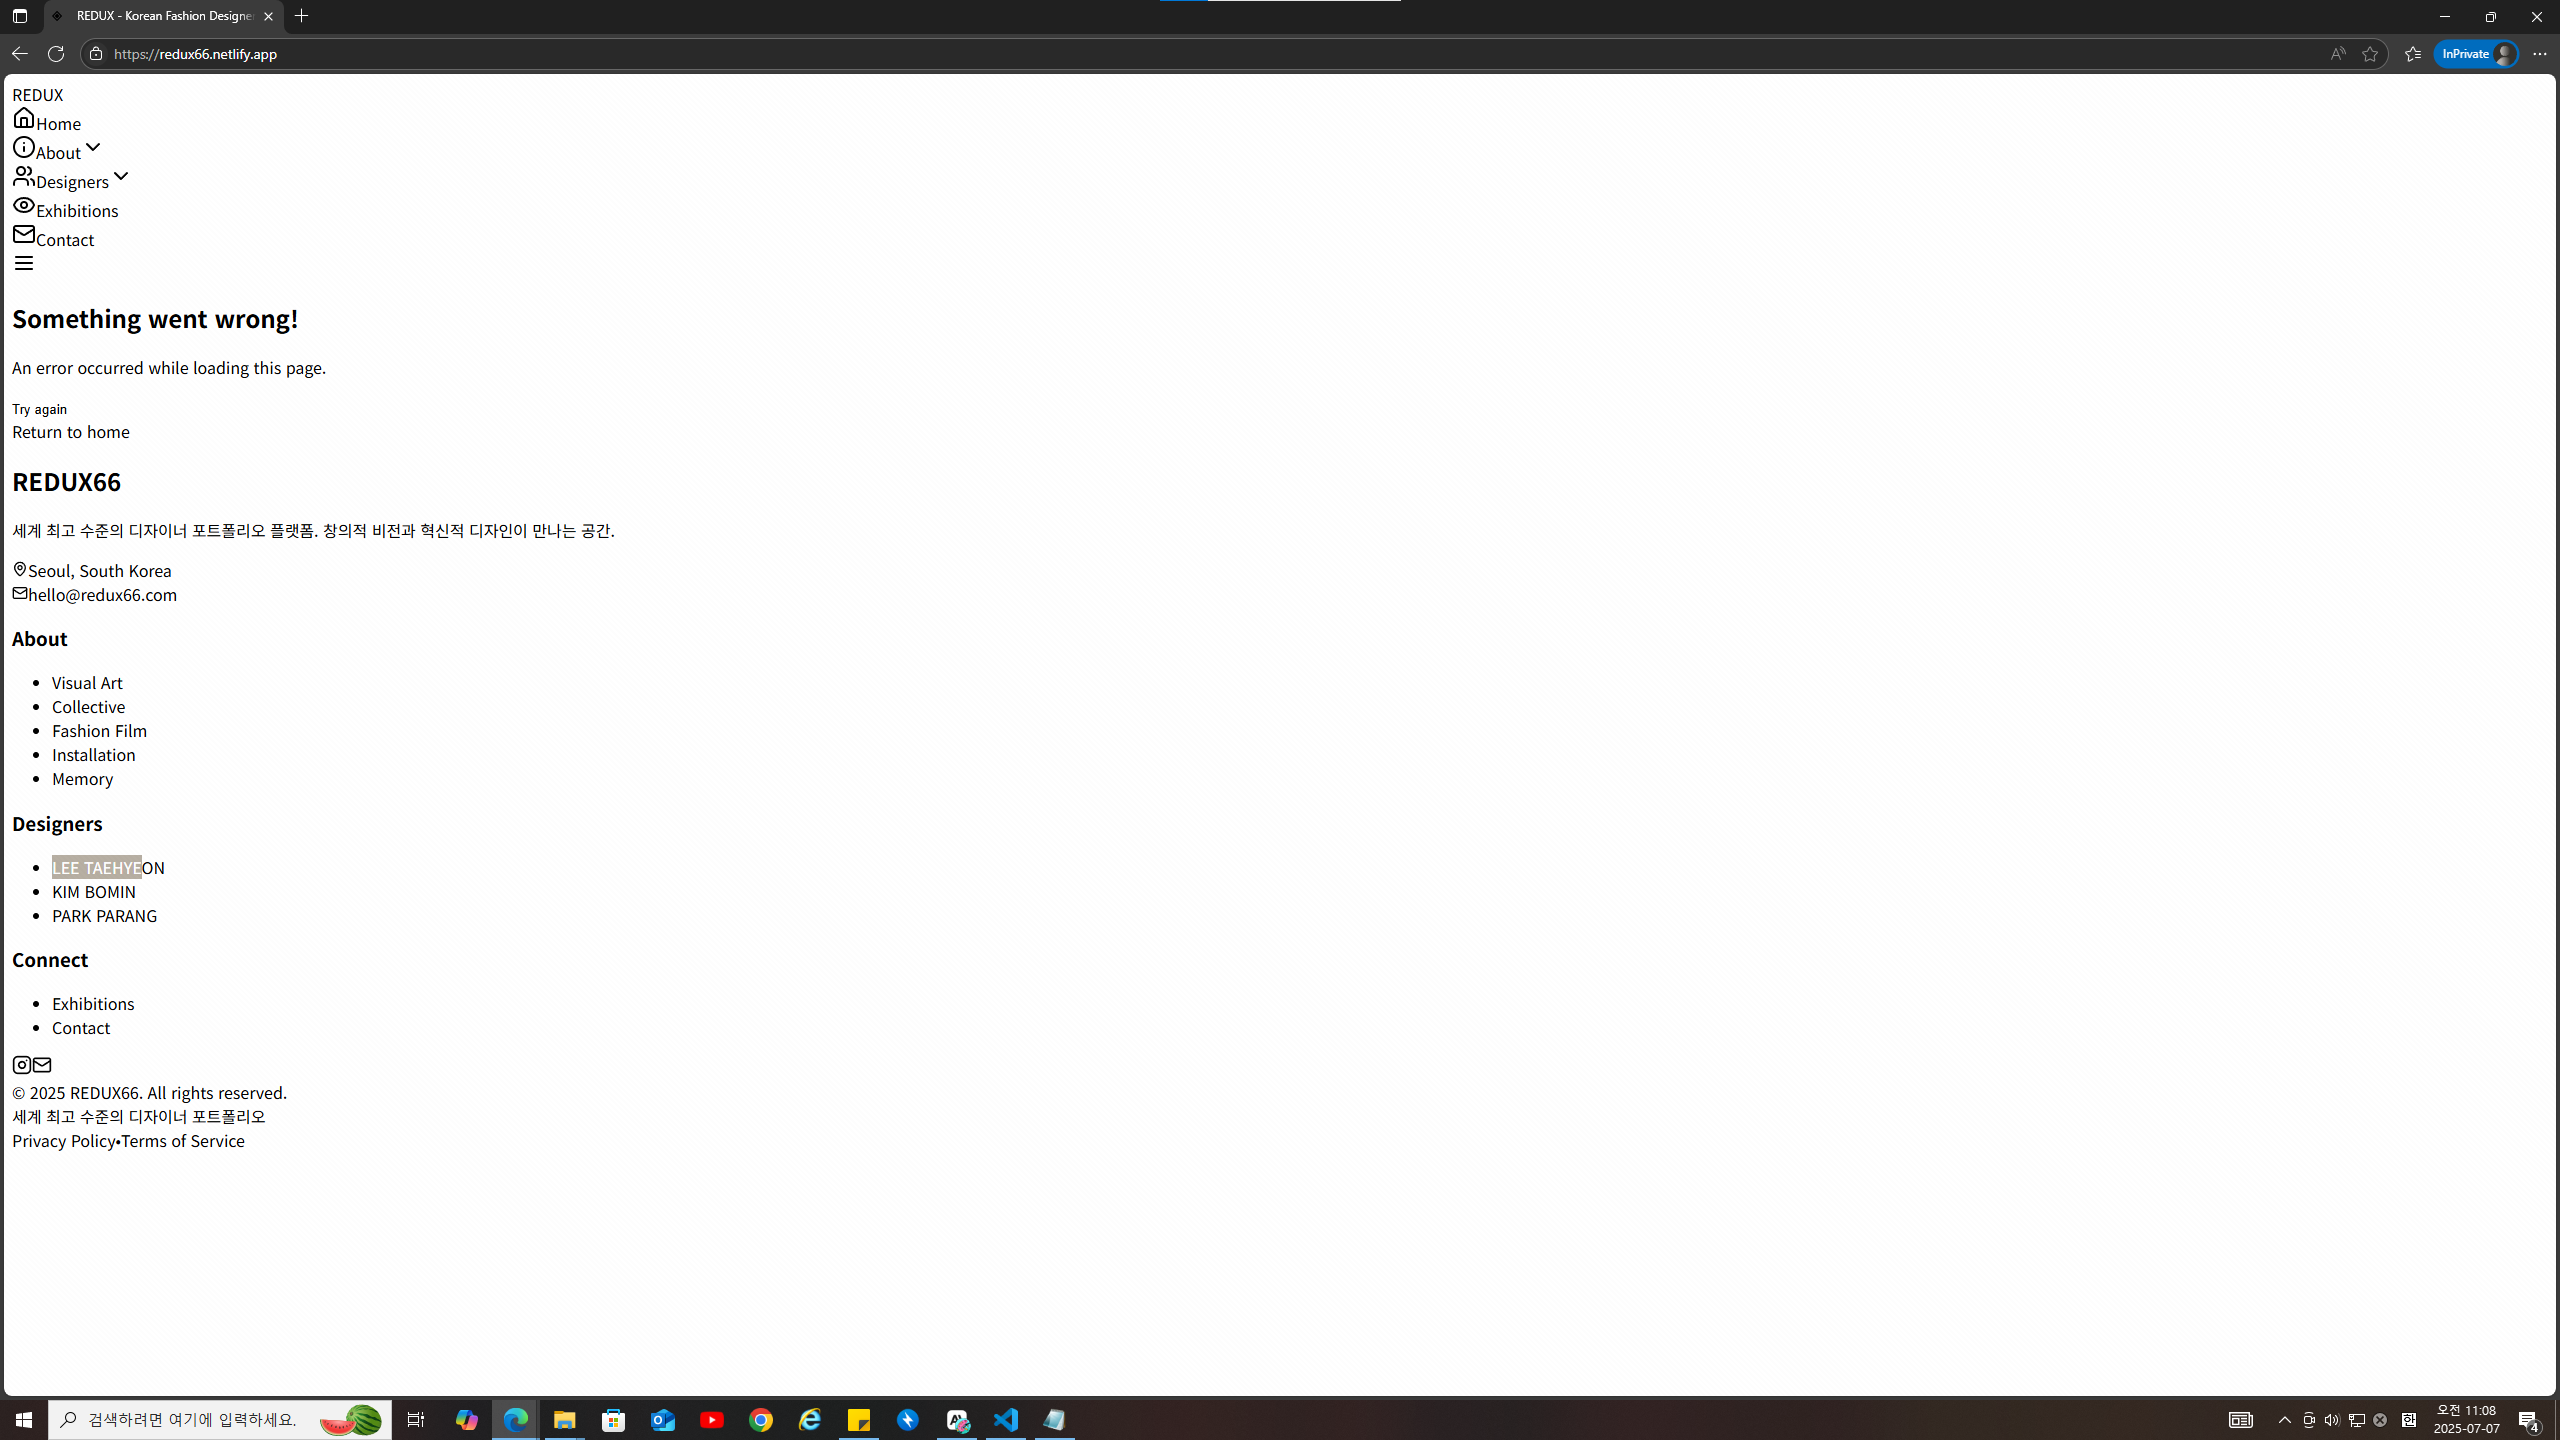 REDUX - Korean Fashion Designe
https://redux66.netlify.app
InPrivate
REDUX
Home
About
Designers
Exhibitions
Contact
Something went wrong!
An error occurred while loading this page.
Try again
Return to home
REDUX66
세계 최고 수준의 디자이너 포트폴리오 플랫폼. 창의적 비전과 혁신적 디자인이 만나는 공간.
Seoul, South Korea
hello@redux66.com
About
Visual Art
Collective
Fashion Film
Installation
Memory
Designers
LEE TAEHYEON
KIM BOMIN
PARK PARANG
Connect
Exhibitions
Contact
© 2025 REDUX66. All rights reserved.
세계 최고 수준의 디자이너 포트폴리오
Privacy Policy•Terms of Service
검색하려면 여기에 입력하세요.
한
오전 11:08
2025-07-07
4